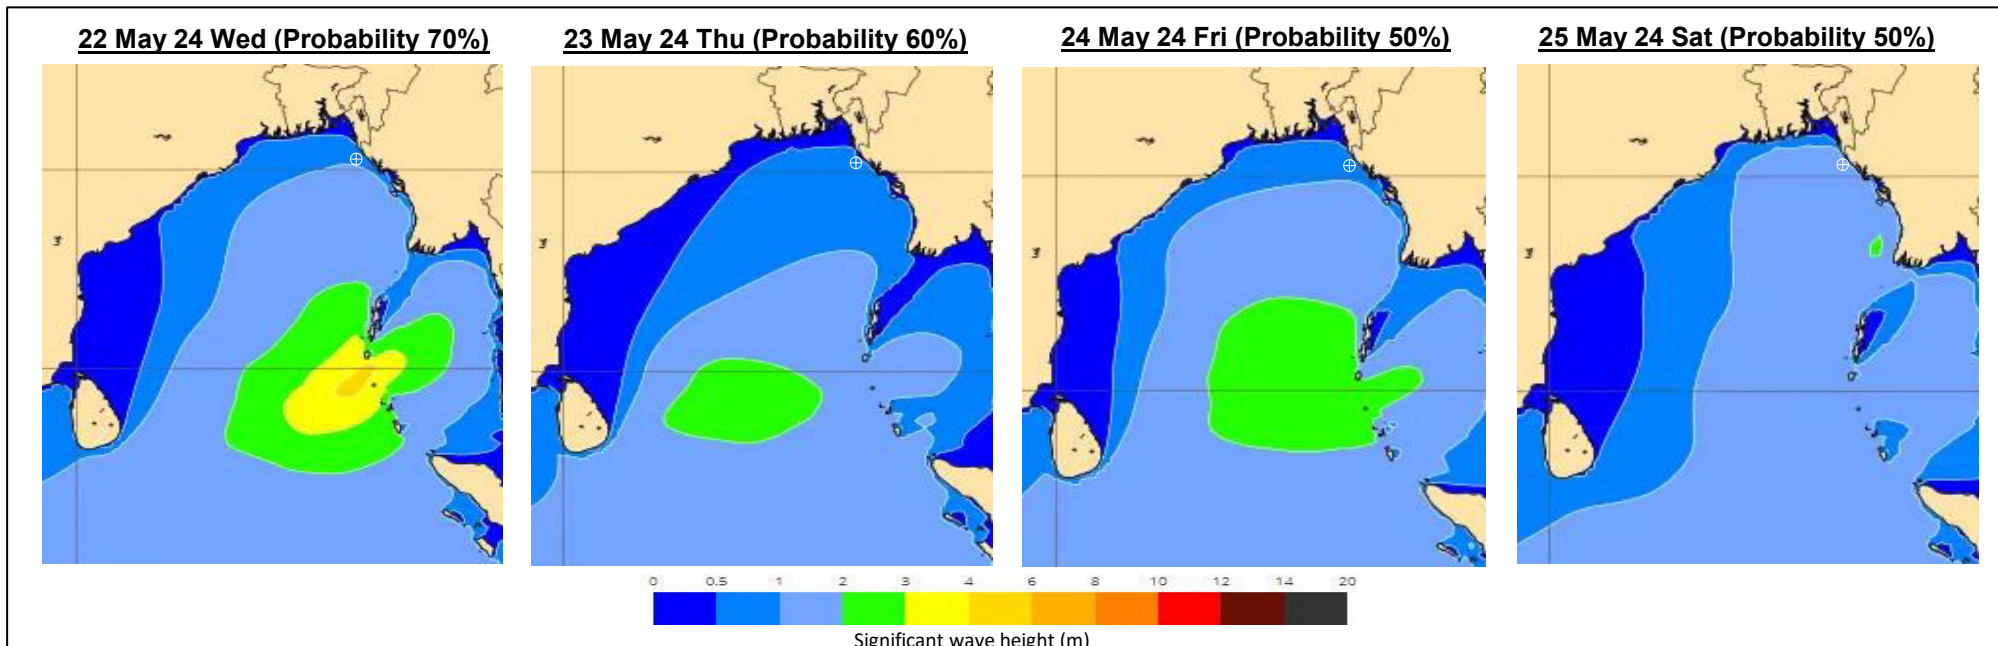 22 May 24 Wed (Probability 70%)
23 May 24 Thu (Probability 60%)
24 May 24 Fri (Probability 50%)
25 May 24 Sat (Probability 50%)
0 0.5 1 2 3 4 6 8 10 12 14 20
Significant wave height (m)